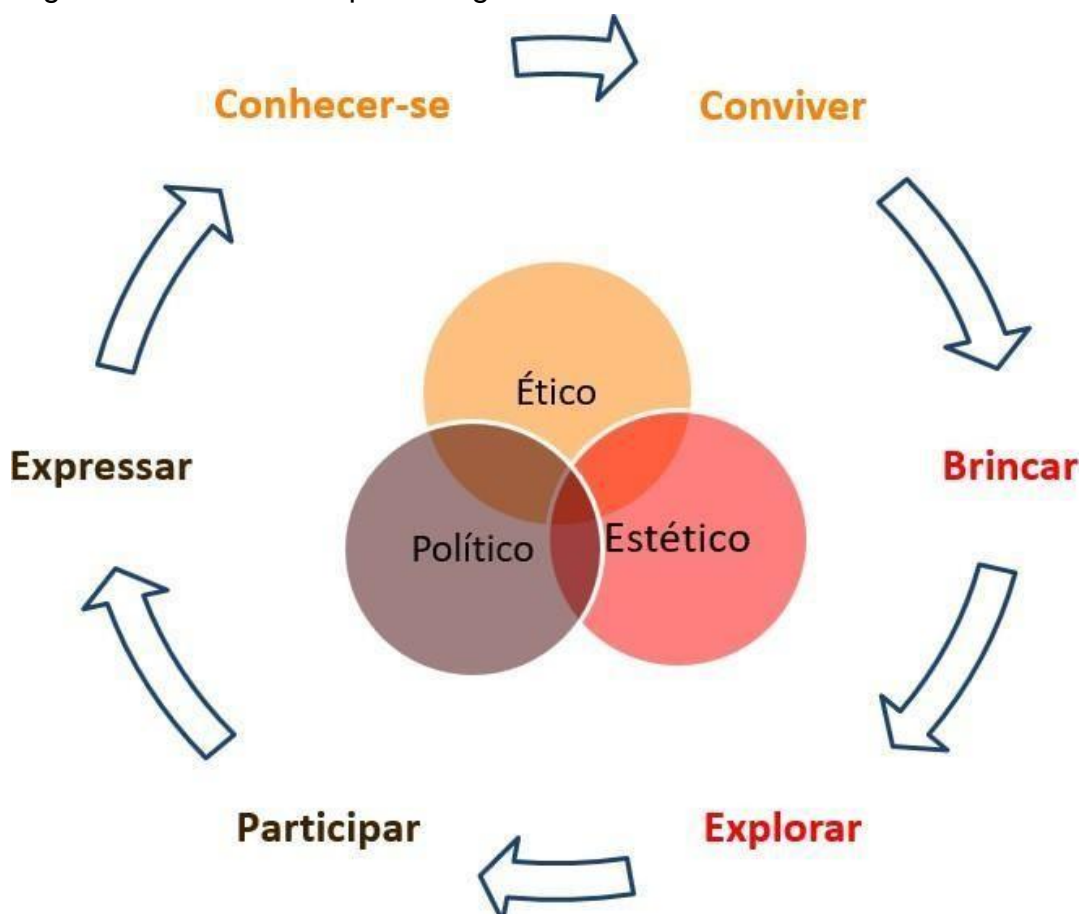 Conhecer-se
Conviver
Ético
Expressar
Brincar
Político
Estético
Participar
Explorar